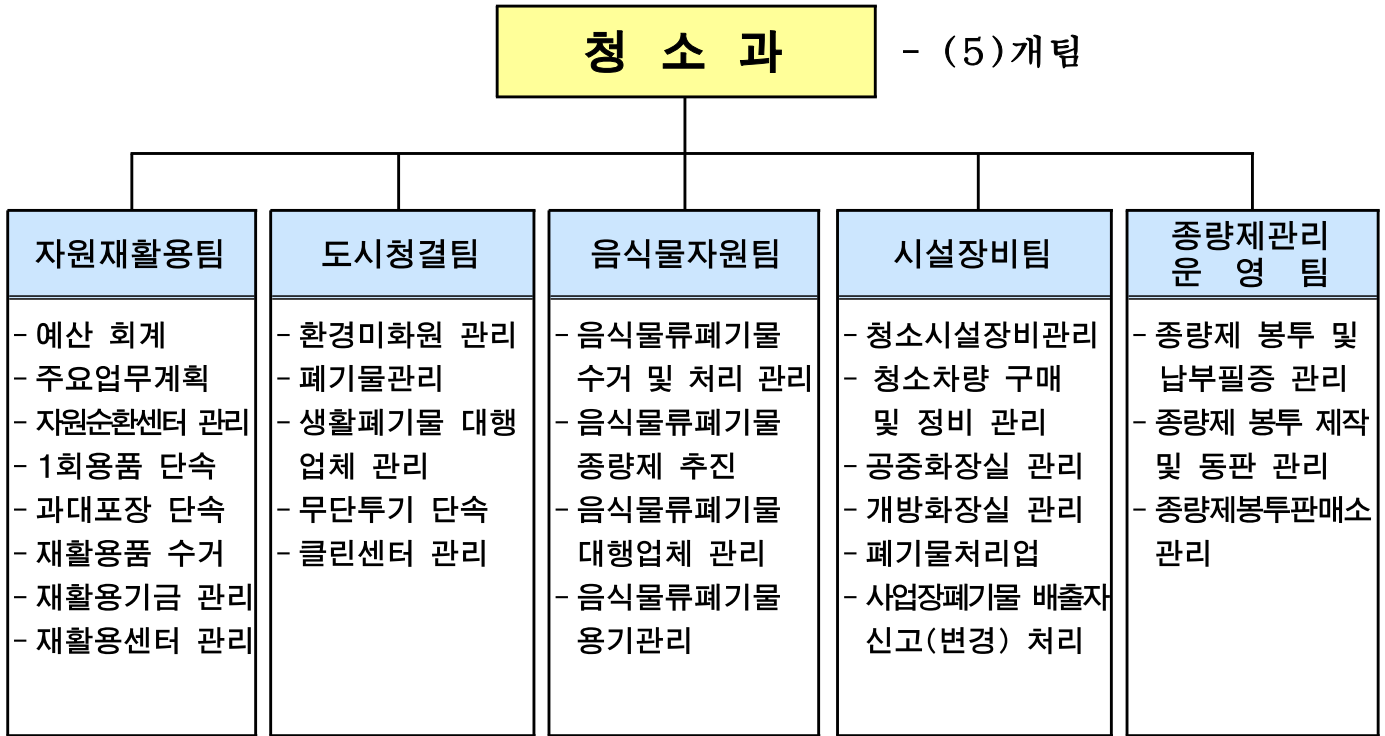 청 소 과
- (5)개팀
자원재활용팀
- 예산 회계
- 주요업무계획
- 자원순환센터 관리
- 1회용품 단속
- 과대포장 단속
- 재활용품 수거
- 재활용기금 관리
- 재활용센터 관리
도시청결팀
- 환경미화원 관리
- 폐기물관리
- 생활폐기물 대행
업체 관리
- 무단투기 단속
- 클린센터 관리
음식물자원팀
- 음식물류폐기물
수거 및 처리 관리
- 음식물류폐기물
종량제 추진
- 음식물류폐기물
대행업체 관리
- 음식물류폐기물
용기관리
시설장비팀
- 청소시설장비관리
- 청소차량 구매
및 정비 관리
- 공중화장실 관리
- 개방화장실 관리
- 폐기물처리업
- 사업장폐기물 배출자
신고(변경) 처리
종량제관리
운 영 팀
- 종량제 봉투 및
납부필증 관리
- 종량제 봉투 제작
및 동판 관리
- 종량제봉투판매소
관리